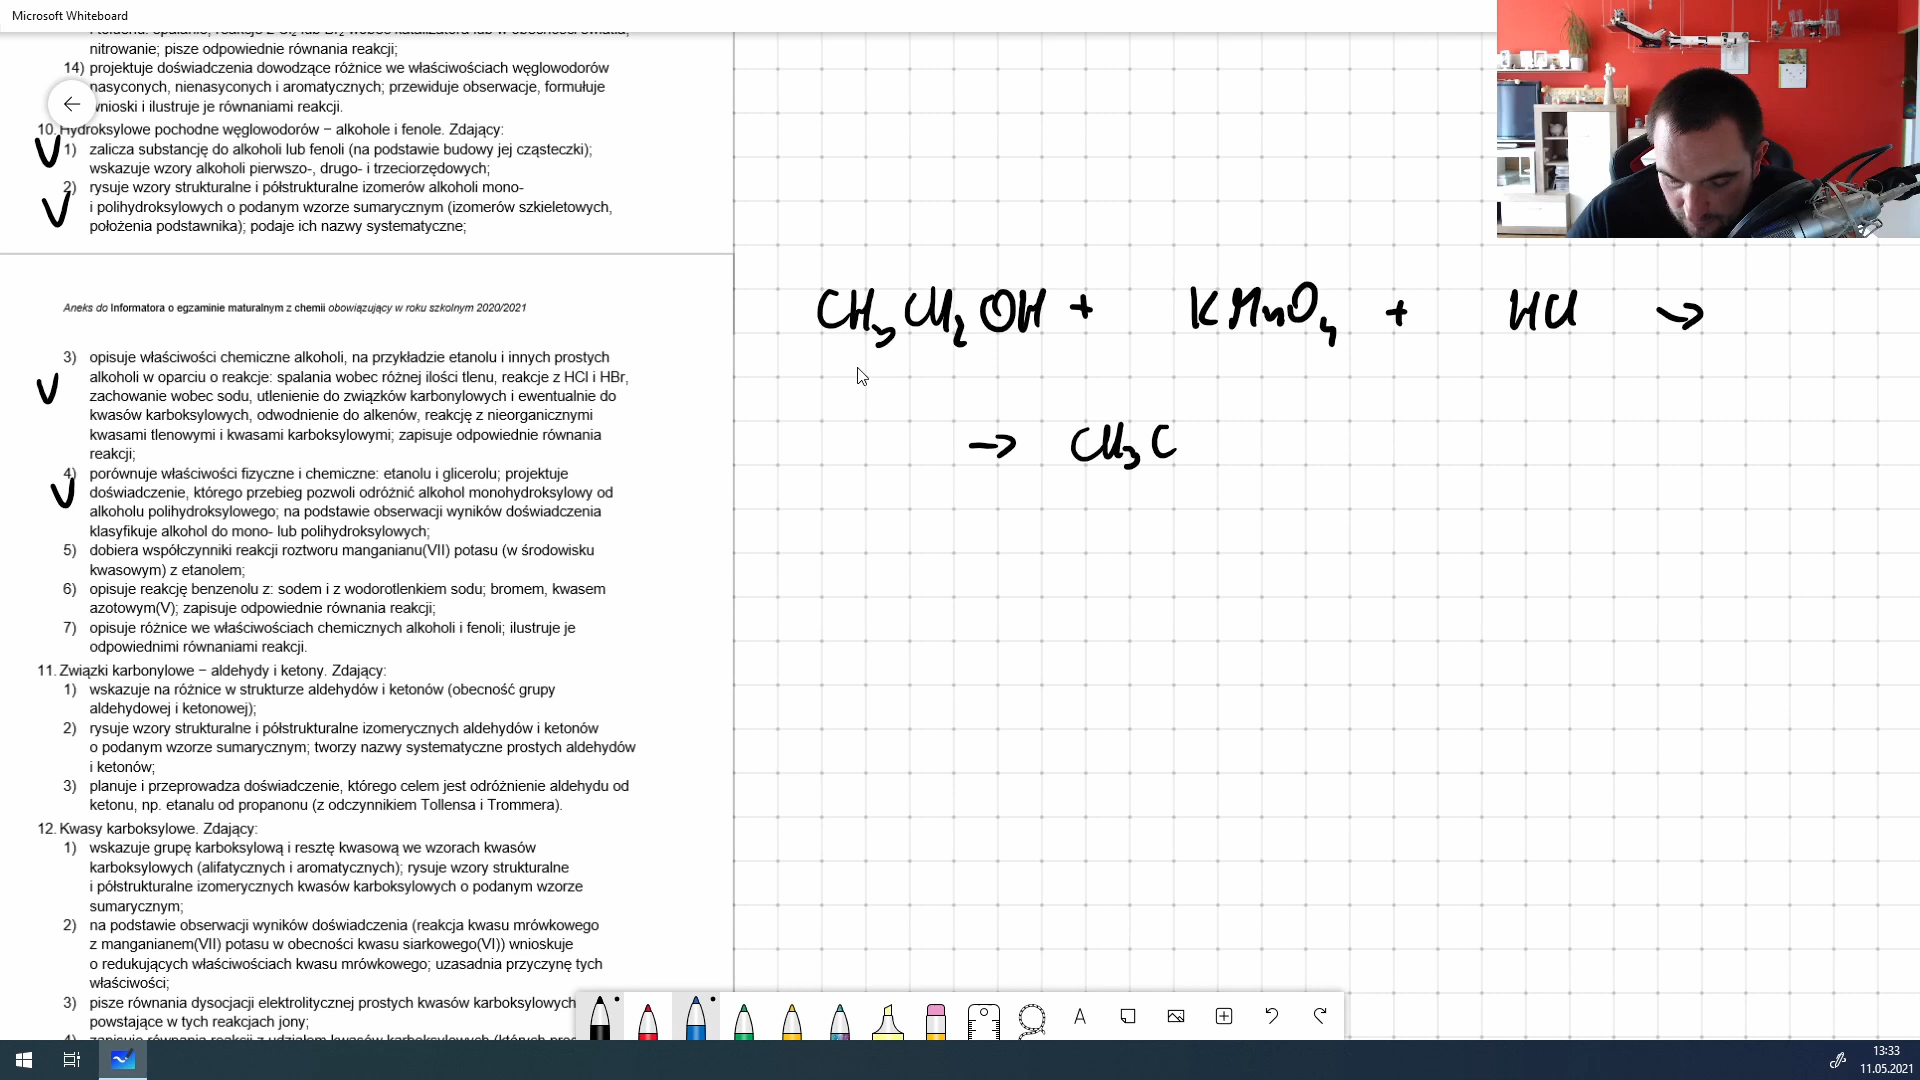 Microsoft Whiteboard
nitrowanie; pisze odpowiednie równania reakcji;
14) projektuje doświadczenia dowodzące różnice we właściwościach węglowodorów
nasyconych, nienasyconych i aromatycznych; przewiduje obserwacje, formułuje
wnioski i ilustruje je równaniami reakcji.
10. Hydroksylowe pochodne węglowodorów − alkohole i fenole. Zdający:
1) zalicza substancję do alkoholi lub fenoli (na podstawie budowy jej cząsteczki);
wskazuje wzory alkoholi pierwszo-, drugo- i trzeciorzędowych;
2) rysuje wzory strukturalne i półstrukturalne izomerów alkoholi mono-
i polihydroksylowych o podanym wzorze sumarycznym (izomerów szkieletowych,
położenia podstawnika); podaje ich nazwy systematyczne;
Aneks do Informatora o egzaminie maturalnym z chemii obowiązujący w roku szkolnym 2020/2021
3) opisuje właściwości chemiczne alkoholi, na przykładzie etanolu i innych prostych
alkoholi w oparciu o reakcje: spalania wobec różnej ilości tlenu, reakcje z HCl i HBr,
zachowanie wobec sodu, utlenienie do związków karbonylowych i ewentualnie do
kwasów karboksylowych, odwodnienie do alkenów, reakcję z nieorganicznymi
kwasami tlenowymi i kwasami karboksylowymi; zapisuje odpowiednie równania
reakcji;
4) porównuje właściwości fizyczne i chemiczne: etanolu i glicerolu; projektuje
doświadczenie, którego przebieg pozwoli odróżnić alkohol monohydroksylowy od
alkoholu polihydroksylowego; na podstawie obserwacji wyników doświadczenia
klasyfikuje alkohol do mono- lub polihydroksylowych;
5) dobiera współczynniki reakcji roztworu manganianu(VII) potasu (w środowisku
kwasowym) z etanolem;
6) opisuje reakcję benzenolu z: sodem i z wodorotlenkiem sodu; bromem, kwasem
azotowym(V); zapisuje odpowiednie równania reakcji;
7) opisuje różnice we właściwościach chemicznych alkoholi i fenoli; ilustruje je
odpowiednimi równaniami reakcji.
11. Związki karbonylowe − aldehydy i ketony. Zdający:
1) wskazuje na różnice w strukturze aldehydów i ketonów (obecność grupy
aldehydowej i ketonowej);
2) rysuje wzory strukturalne i półstrukturalne izomerycznych aldehydów i ketonów
o podanym wzorze sumarycznym; tworzy nazwy systematyczne prostych aldehydów
i ketonów;
3) planuje i przeprowadza doświadczenie, którego celem jest odróżnienie aldehydu od
ketonu, np. etanalu od propanonu (z odczynnikiem Tollensa i Trommera).
12. Kwasy karboksylowe. Zdający:
1) wskazuje grupę karboksylową i resztę kwasową we wzorach kwasów
karboksylowych (alifatycznych i aromatycznych); rysuje wzory strukturalne
i półstrukturalne izomerycznych kwasów karboksylowych o podanym wzorze
sumarycznym;
2) na podstawie obserwacji wyników doświadczenia (reakcja kwasu mrówkowego
z manganianem(VII) potasu w obecności kwasu siarkowego(VI)) wnioskuje
o redukujących właściwościach kwasu mrówkowego; uzasadnia przyczynę tych
właściwości;
3) pisze równania dysocjacji elektrolitycznej prostych kwasów karboksylowych
powstające w tych reakcjach jony;
CH₃CH₂OH + KMnO₄ + HCl →
→ CH₃C
13:33
11.05.2021